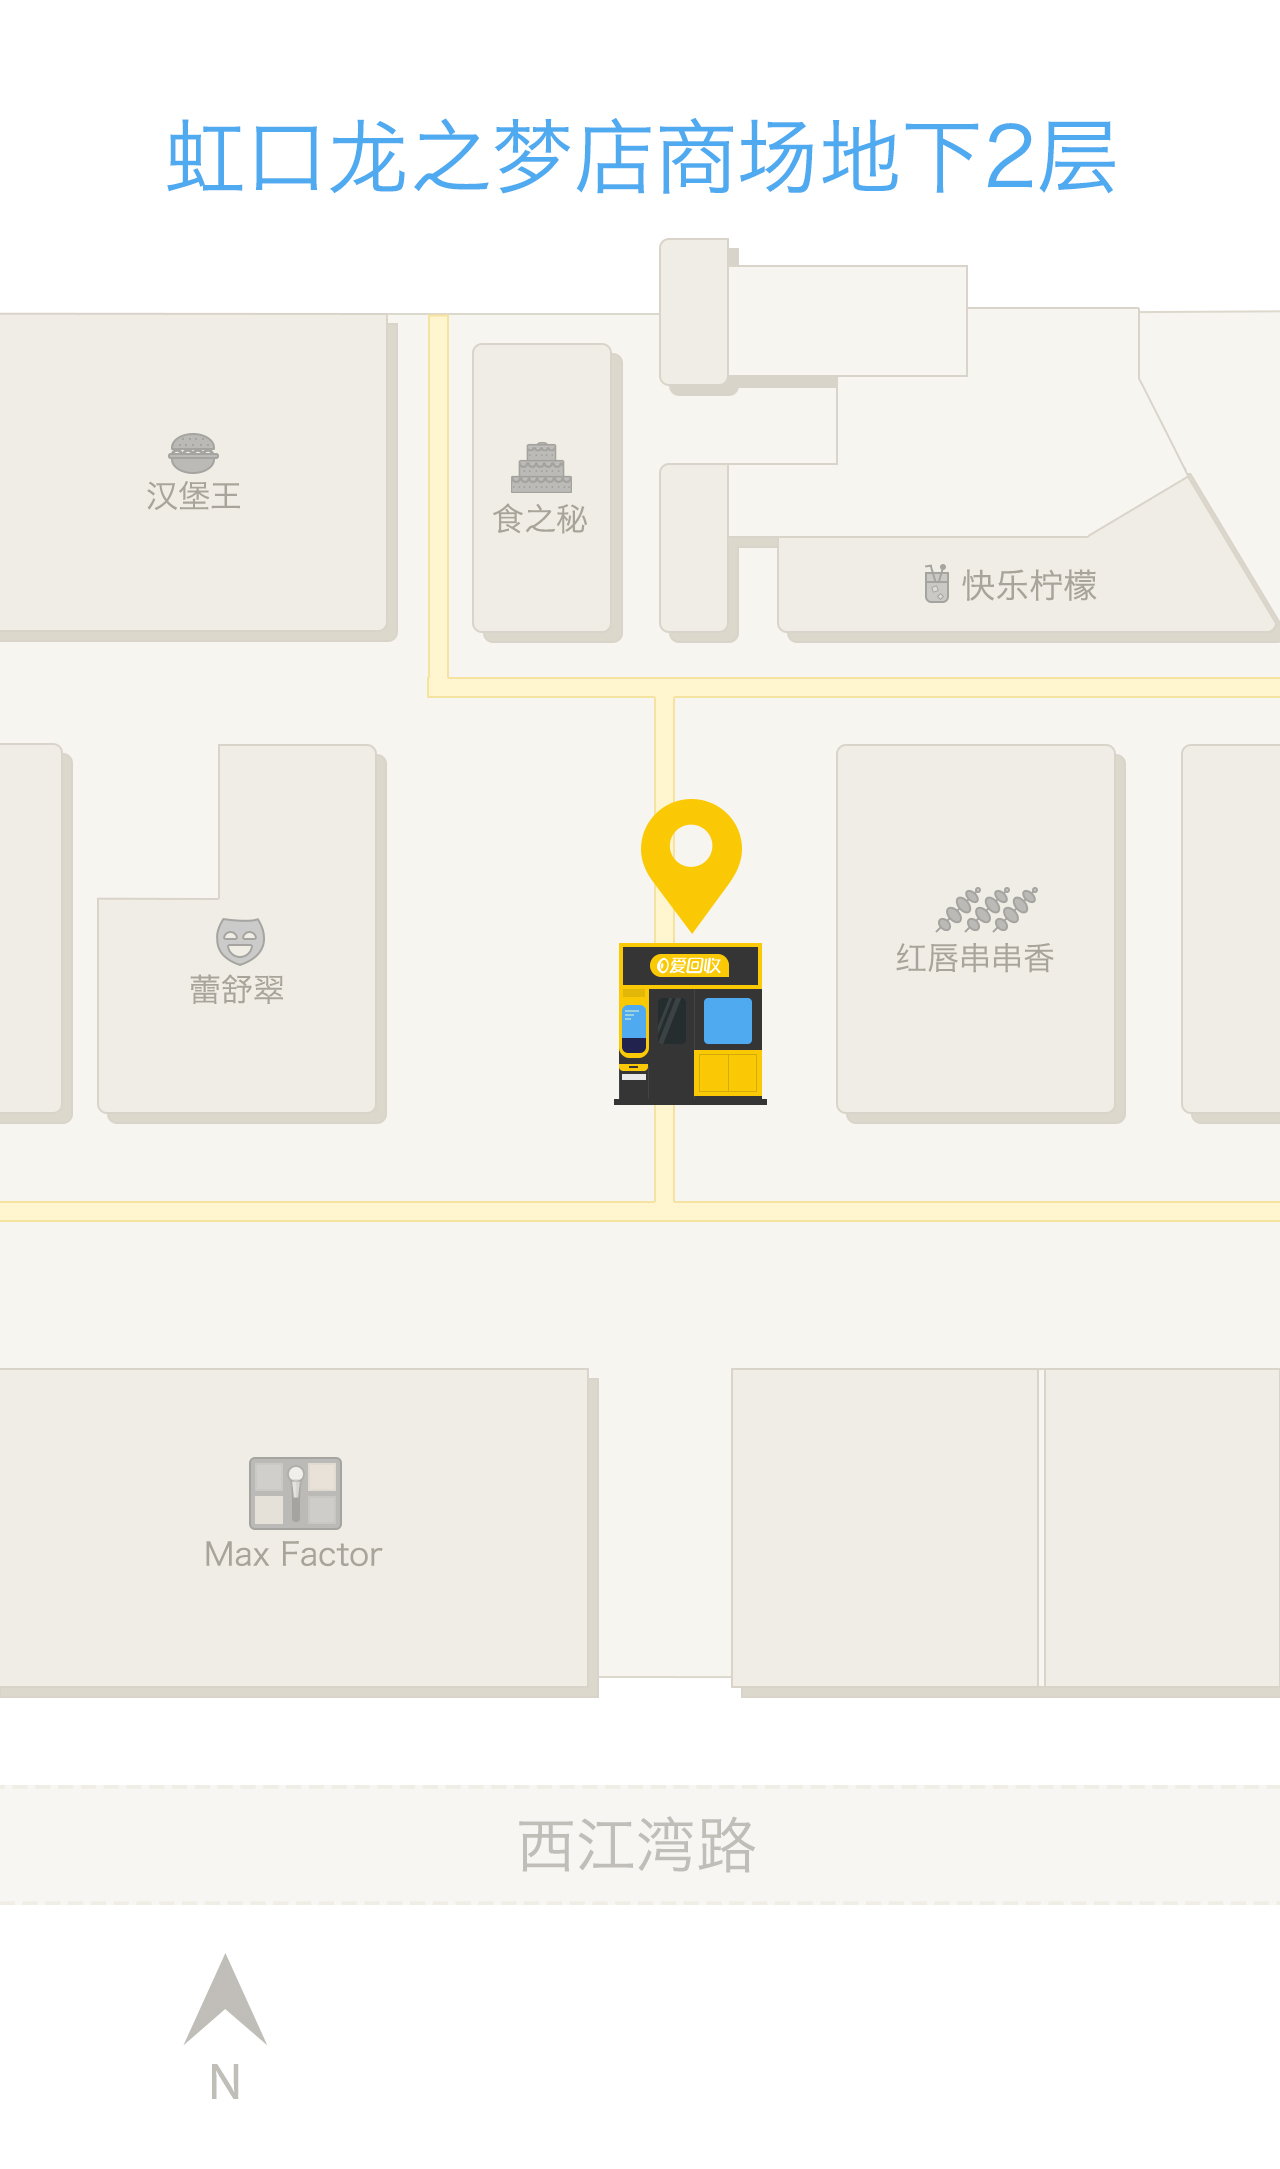 虹口龙之梦店商场地下2层
汉堡王
食之秘
快乐柠檬
爱回收
红唇串串香
蕾舒翠
Max Factor
西江湾路
N